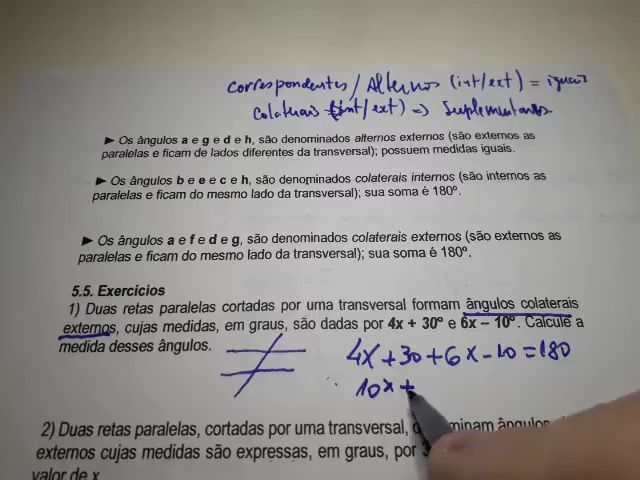 Correspondentes / Alternos (int/ext) = iguais
Colaterais (int/ext) => Suplementares.
► Os ângulos a e g e d e h, são denominados alternos externos (são externos as
paralelas e ficam de lados diferentes da transversal); possuem medidas iguais.
► Os ângulos b e e e c e h, são denominados colaterais internos (são internos as
paralelas e ficam do mesmo lado da transversal); sua soma é 180º.
► Os ângulos a e f e d e g, são denominados colaterais externos (são externos as
paralelas e ficam do mesmo lado da transversal); sua soma é 180º.
5.5. Exercícios
1) Duas retas paralelas cortadas por uma transversal formam ângulos colaterais
externos, cujas medidas, em graus, são dadas por 4x + 30º e 6x – 10º. Calcule a
medida desses ângulos.
4x + 30 + 6x - 10 = 180
10x +
2) Duas retas paralelas, cortadas por uma transversal, ângulos
externos cujas medidas são expressas, em graus, por
valor de x